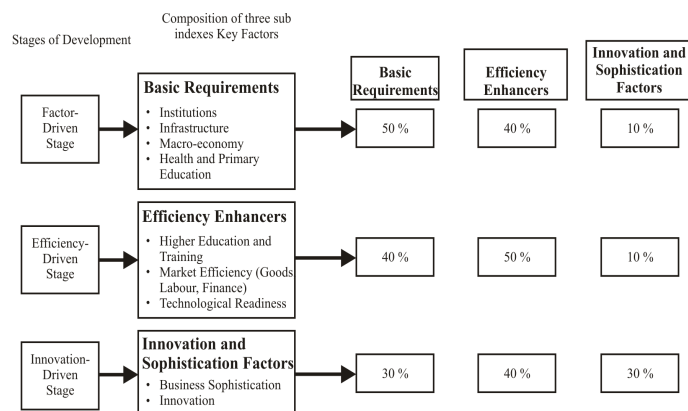 Stages of Development
Composition of three sub
indexes Key Factors
Basic
Requirements
Efficiency
Enhancers
Innovation and
Sophistication
Factors
Factor-
Driven
Stage
Basic Requirements
• Institutions
• Infrastructure
• Macro-economy
• Health and Primary
Education
50 %
40 %
10 %
Efficiency-
Driven
Stage
Efficiency Enhancers
• Higher Education and
Training
• Market Efficiency (Goods
Labour, Finance)
• Technological Readiness
40 %
50 %
10 %
Innovation-
Driven
Stage
Innovation and
Sophistication Factors
• Business Sophistication
• Innovation
30 %
40 %
30 %